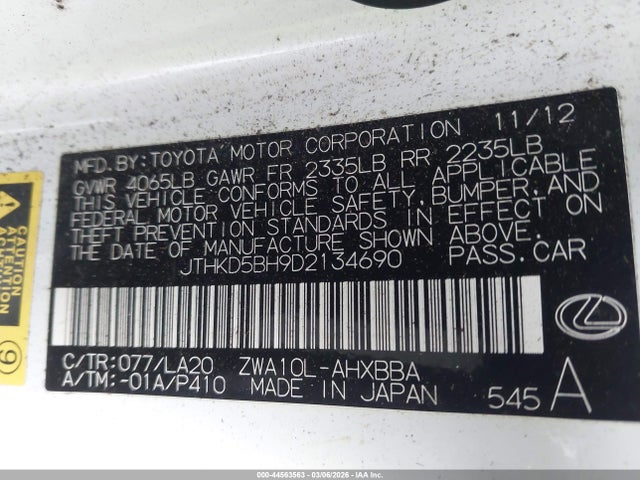 11/12
MFD.BY:TOYOTA MOTOR CORPORATION
GVWR 4065LB GAWR FR 2335LB RR 2235LB
THIS VEHICLE CONFORMS TO ALL APPLICABLE
FEDERAL MOTOR VEHICLE SAFETY,BUMPER,AND
THEFT PREVENTION STANDARDS IN EFFECT ON
THE DATE OF MANUFACTURE SHOWN ABOVE.
JTHKD5BH9D2134690 PASS.CAR
C/TR:077/LA20 ZWA10L-AHXBBA
A/TM:-01A/P410 MADE IN JAPAN 545 A
CAUTION
9
000-44563563 | 03/06/2026 - COPART